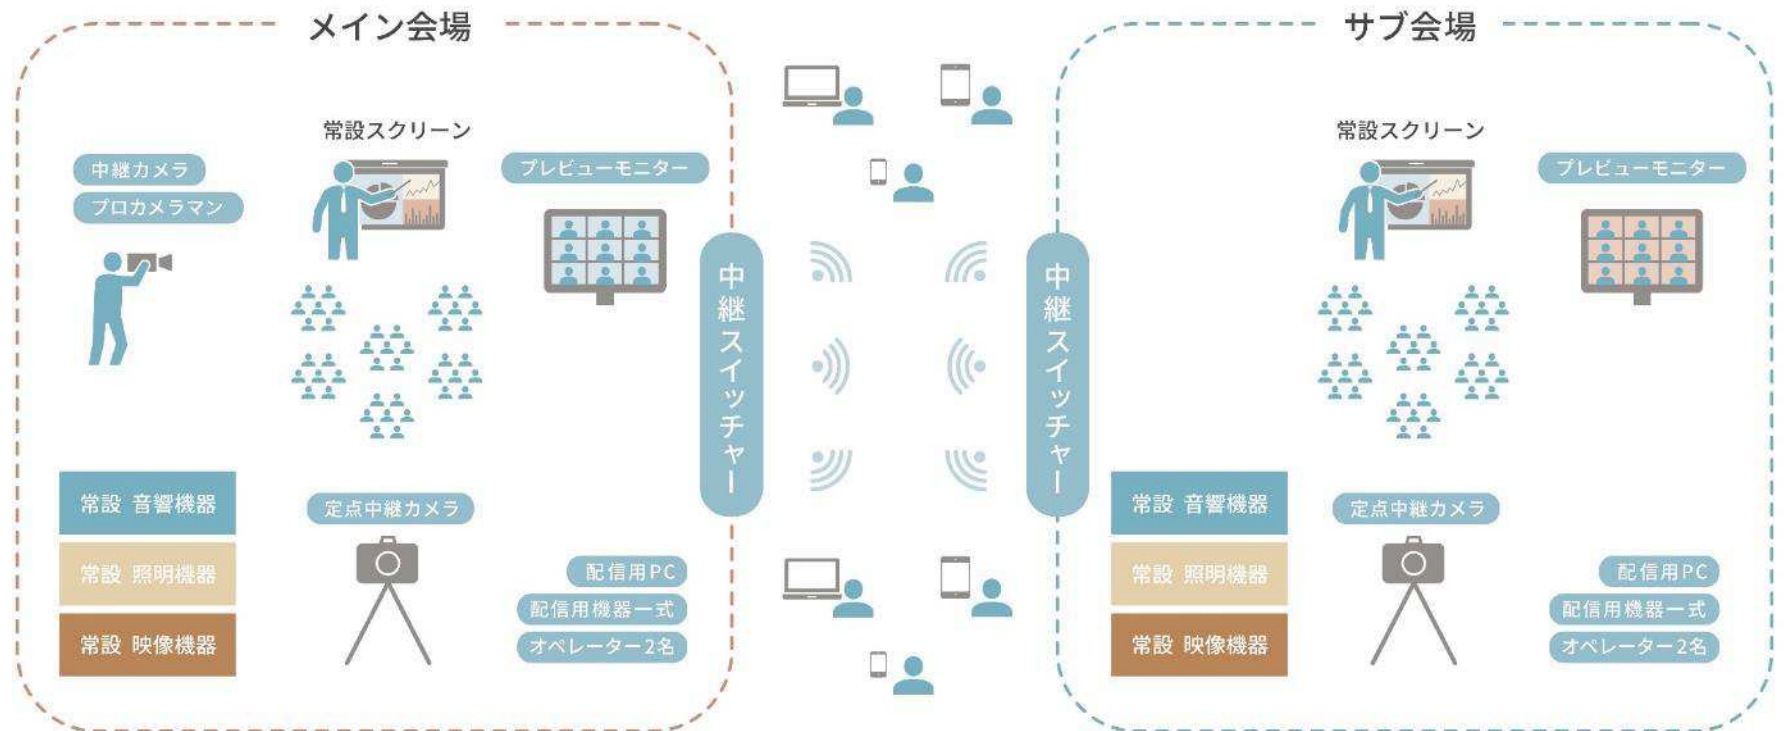 メイン会場
常設スクリーン
中継カメラ
プロカメラマン
プレビューモニター
中継スイッチャー
常設 音響機器
常設 照明機器
常設 映像機器
定点中継カメラ
配信用PC
配信用機器一式
オペレーター2名
サブ会場
常設スクリーン
プレビューモニター
中継スイッチャー
常設 音響機器
常設 照明機器
常設 映像機器
定点中継カメラ
配信用PC
配信用機器一式
オペレーター2名